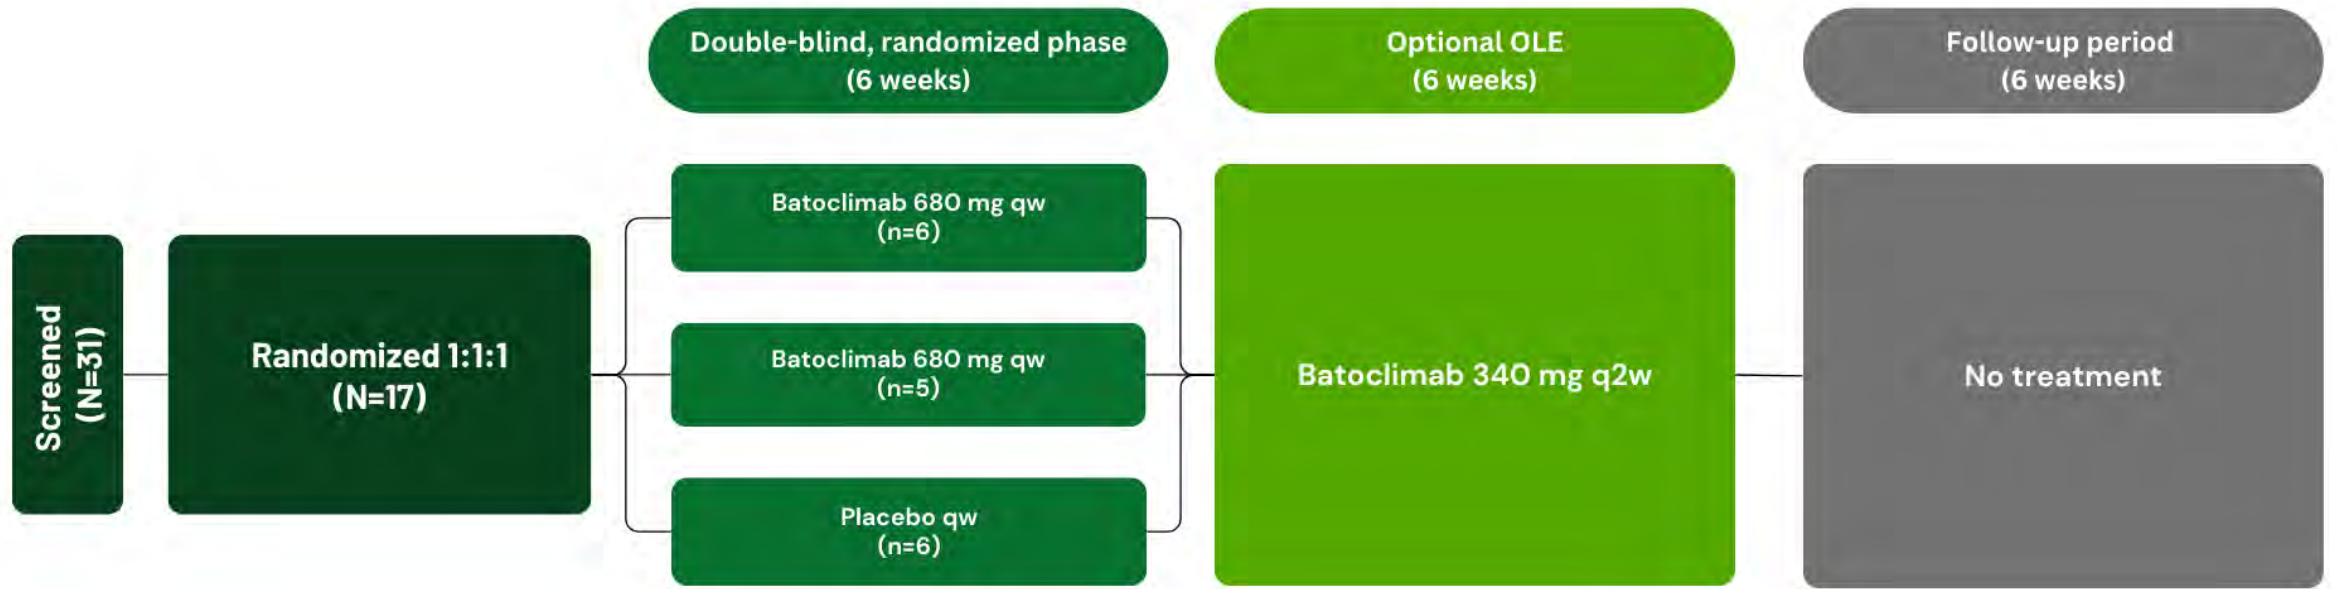 Double-blind, randomized phase
(6 weeks)
Optional OLE
(6 weeks)
Follow-up period
(6 weeks)
Screened
(N=31)
Randomized 1:1:1
(N=17)
Batoclimab 680 mg qw
(n=6)
Batoclimab 680 mg qw
(n=5)
Placebo qw
(n=6)
Batoclimab 340 mg q2w
No treatment